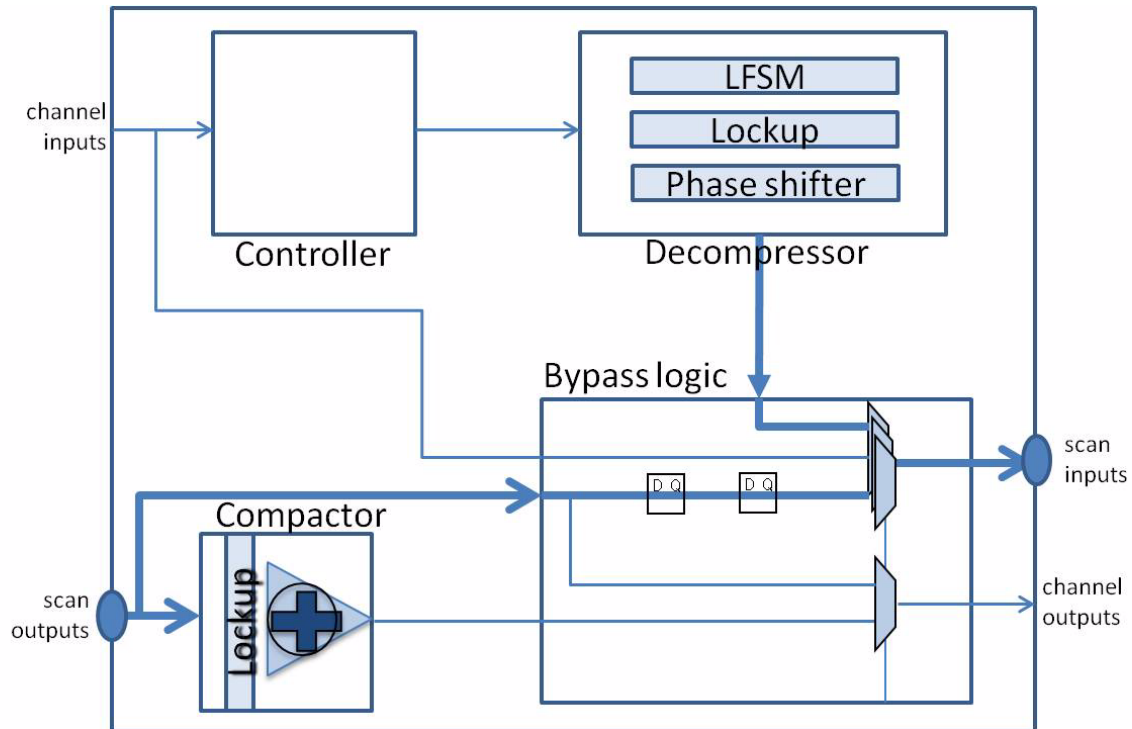 channel
inputs
Controller
LFSM
Lockup
Phase shifter
Decompressor
Bypass logic
D Q
D Q
scan
inputs
channel
outputs
Compactor
Lockup
scan
outputs